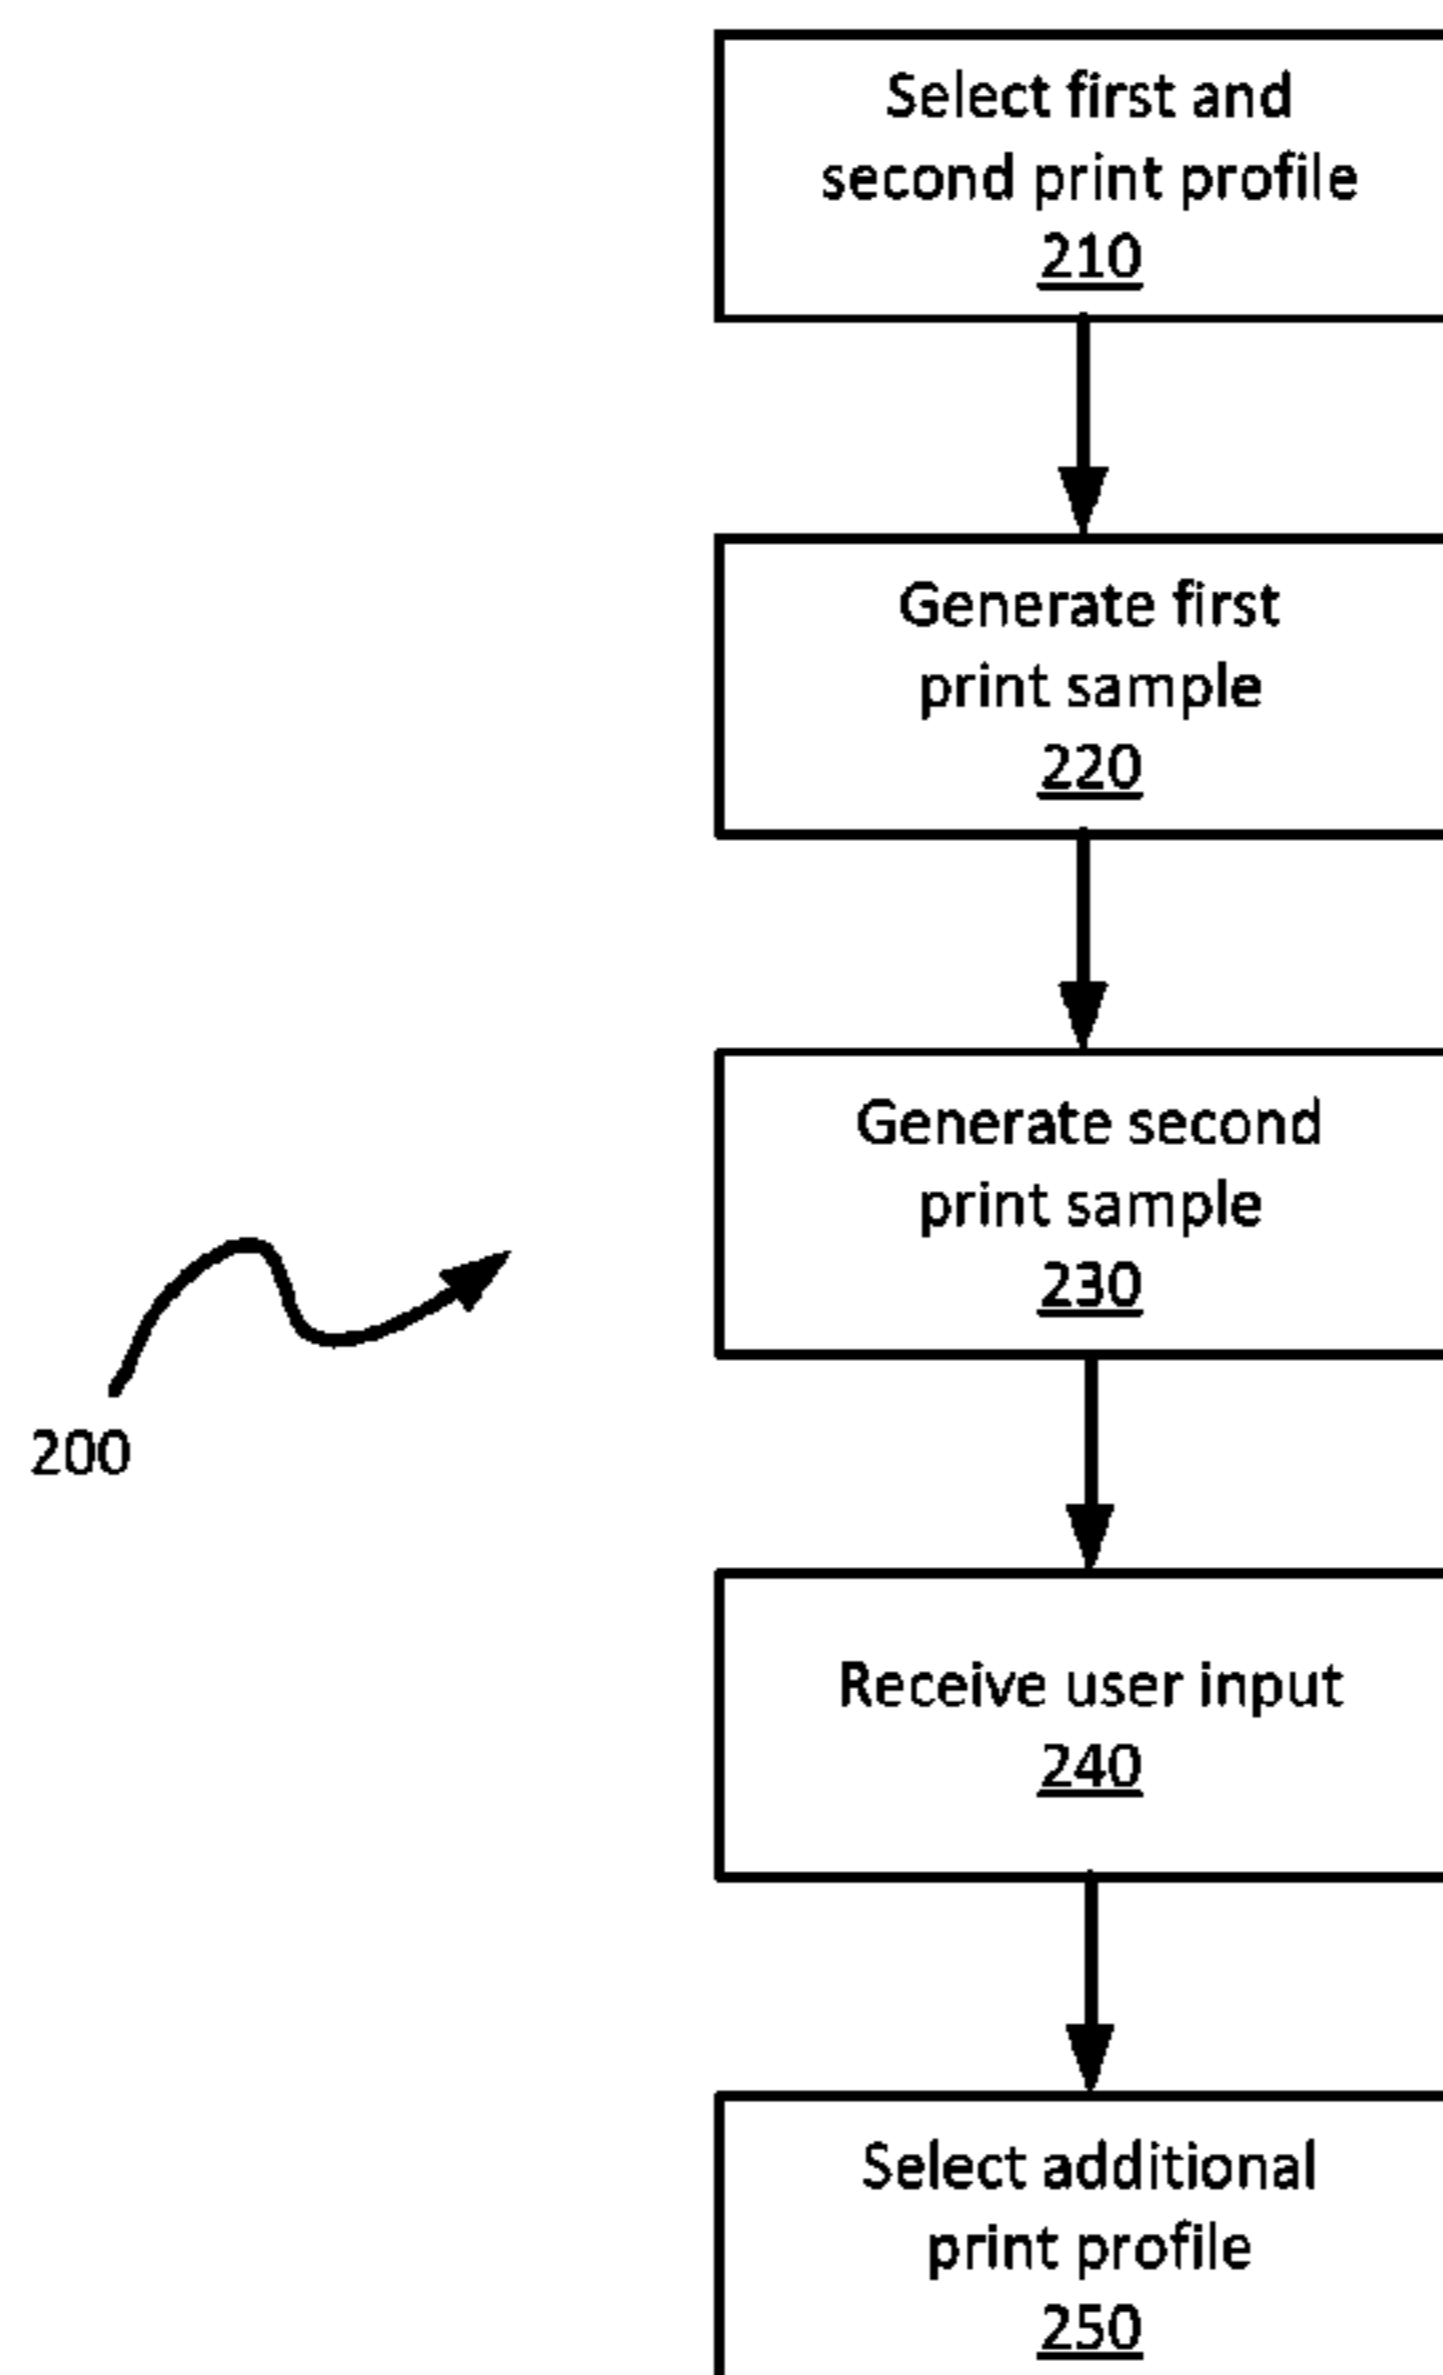 Select first and
second print profile
210
Generate first
print sample
220
Generate second
print sample
230
200
Receive user input
240
Select additional
print profile
250